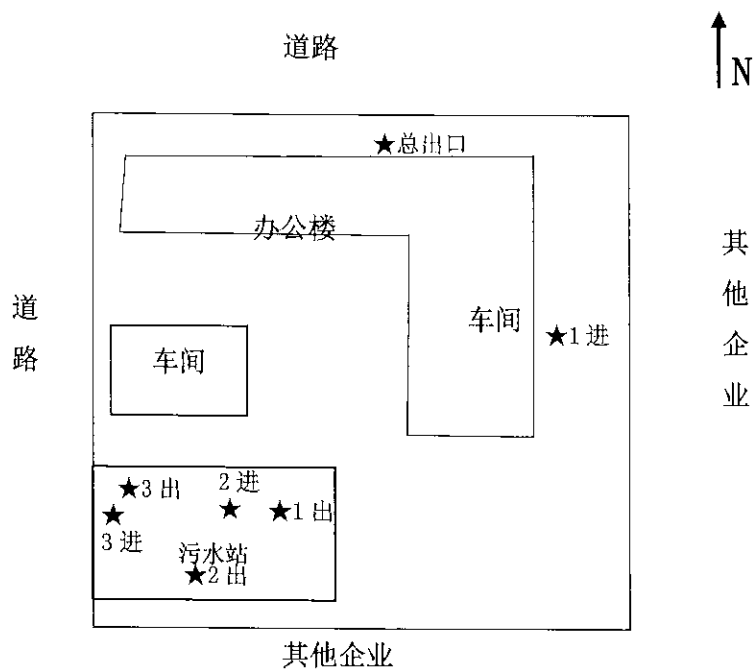 道路
N
★总出口
办公楼
其他企业
道路
车间
★1进
车间
★3出
2进
★
★1出
★
3进
污水站
★2出
其他企业